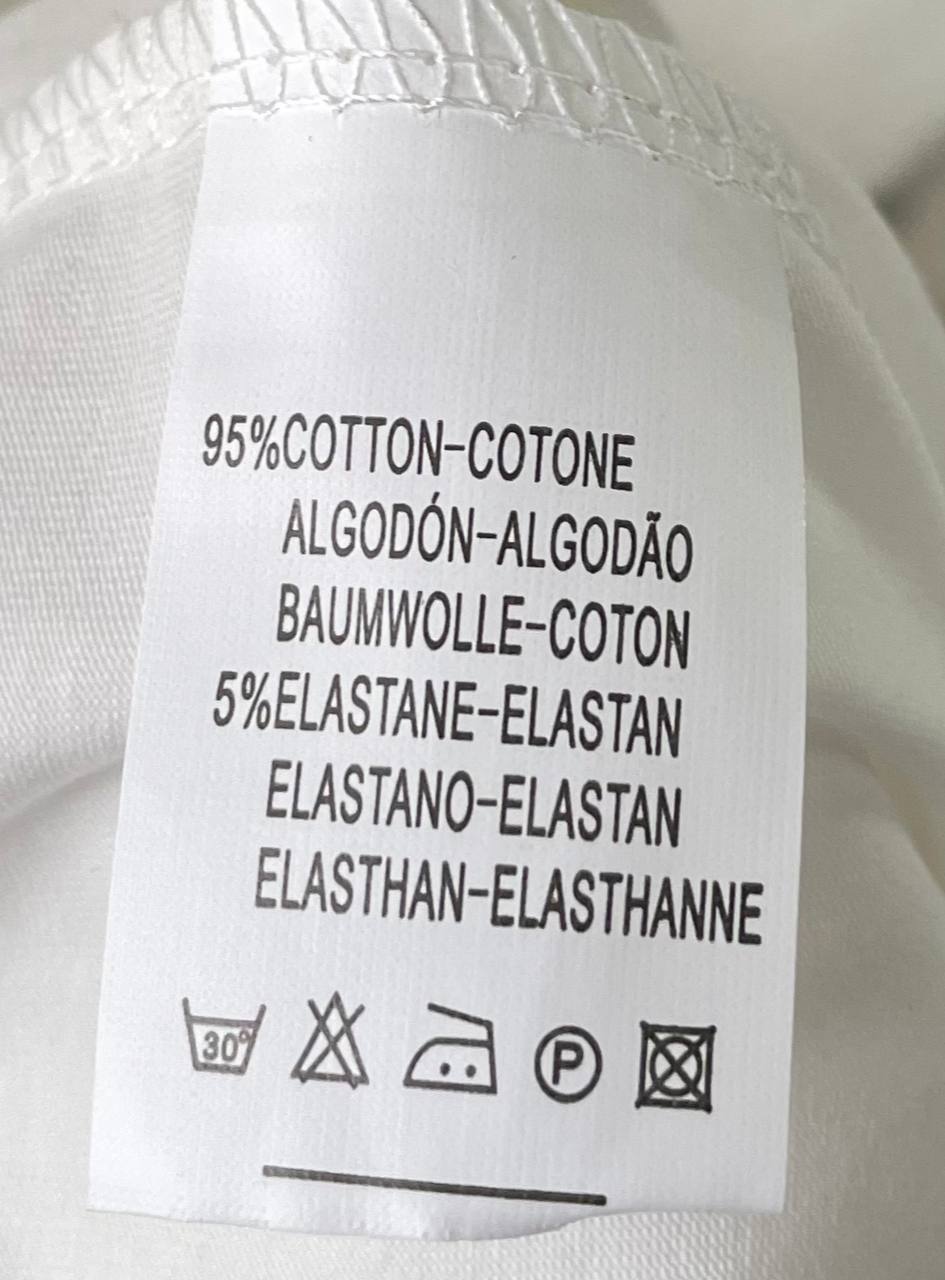 95%COTTON-COTONE
ALGODÓN-ALGODÃO
BAUMWOLLE-COTON
5%ELASTANE-ELASTAN
ELASTANO-ELASTAN
ELASTHAN-ELASTHANNE
30° P